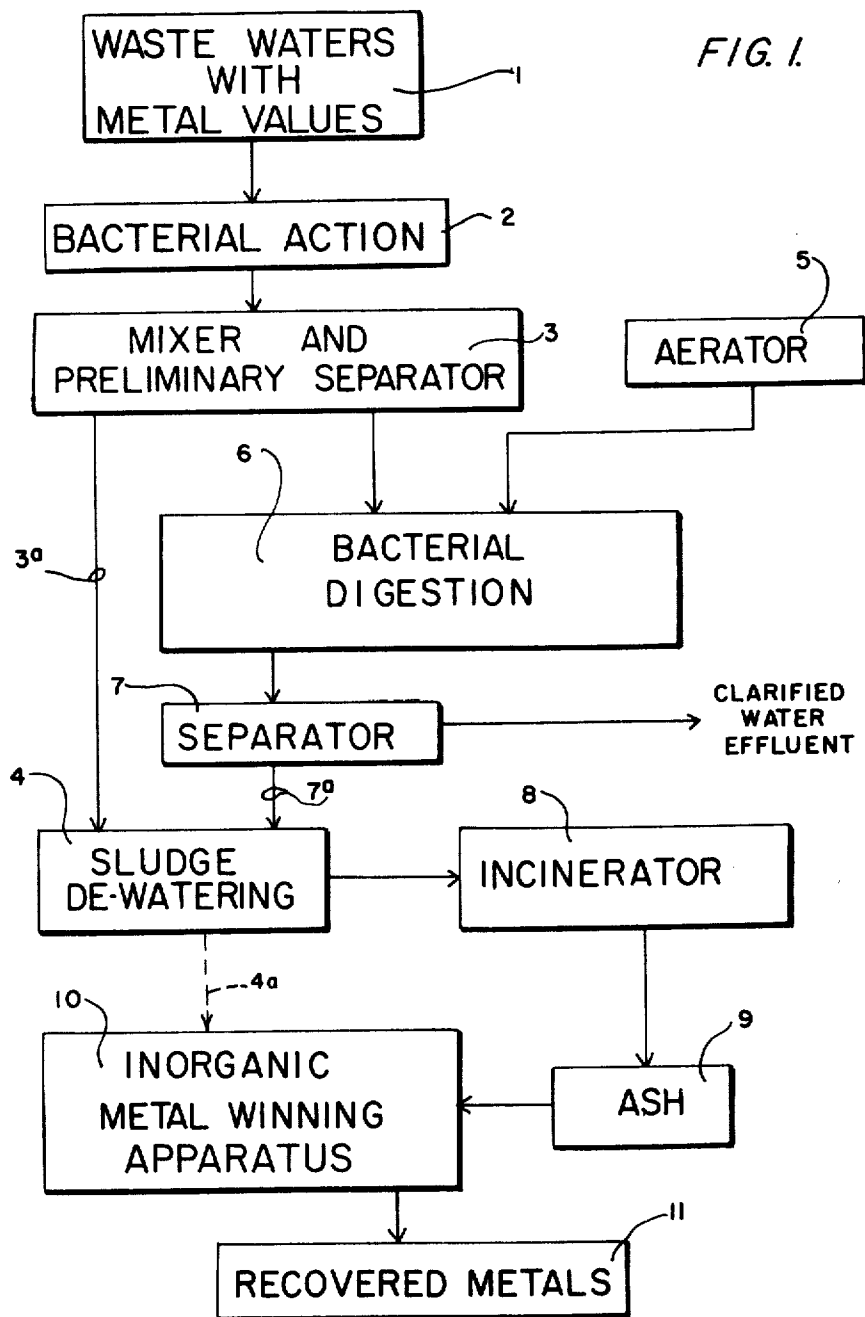 FIG. 1.
WASTE WATERS
WITH
METAL VALUES
1
BACTERIAL ACTION
2
MIXER AND
PRELIMINARY SEPARATOR
3
5
AERATOR
6
BACTERIAL
DIGESTION
3a
7
SEPARATOR
CLARIFIED
WATER
EFFLUENT
7a
4
SLUDGE
DE-WATERING
8
INCINERATOR
4a
10
INORGANIC
METAL WINNING
APPARATUS
9
ASH
11
RECOVERED METALS